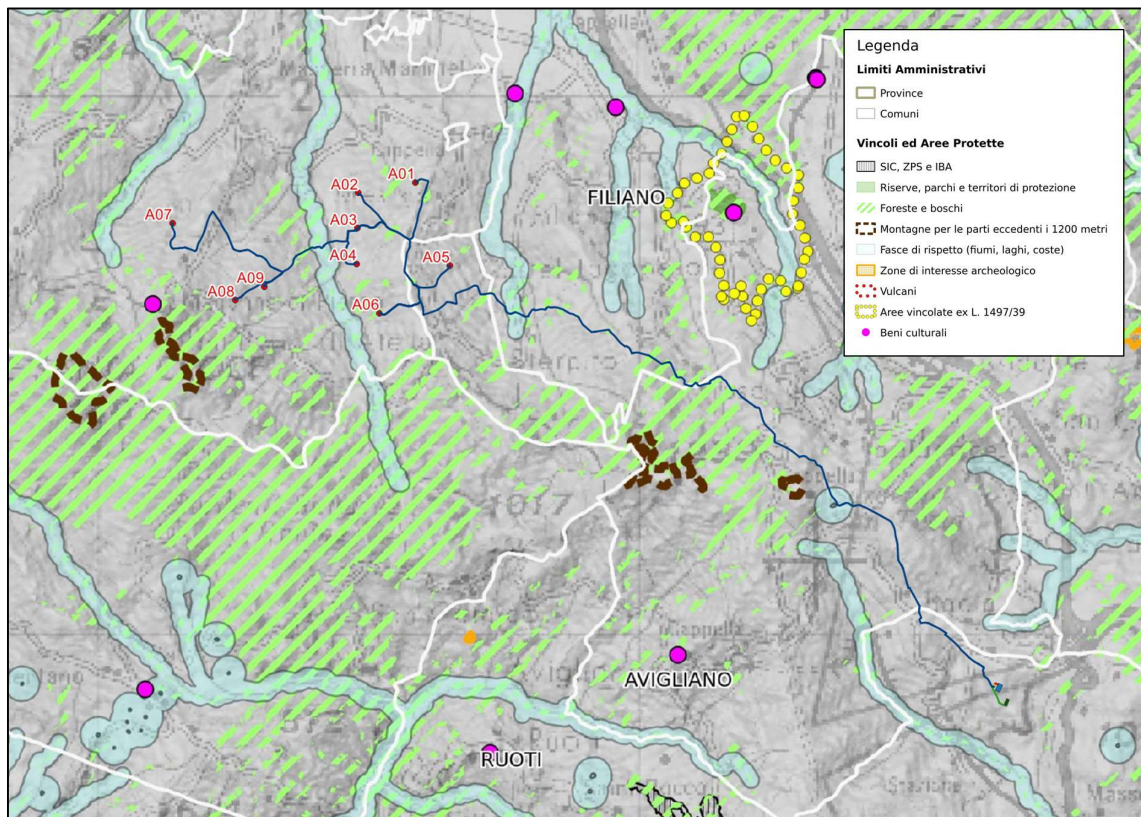 Legenda
Limiti Amministrativi
Province
Comuni
Vincoli ed Aree Protette
SIC, ZPS e IBA
Riserve, parchi e territori di protezione
Foreste e boschi
Montagne per le parti eccedenti i 1200 metri
Fasce di rispetto (fiumi, laghi, coste)
Zone di interesse archeologico
Vulcani
Aree vincolate ex L. 1497/39
Beni culturali
A01
A02
FILIANO
A07
A03
A04
A05
A09
A08
A06
AVIGLIANO
RUOTI